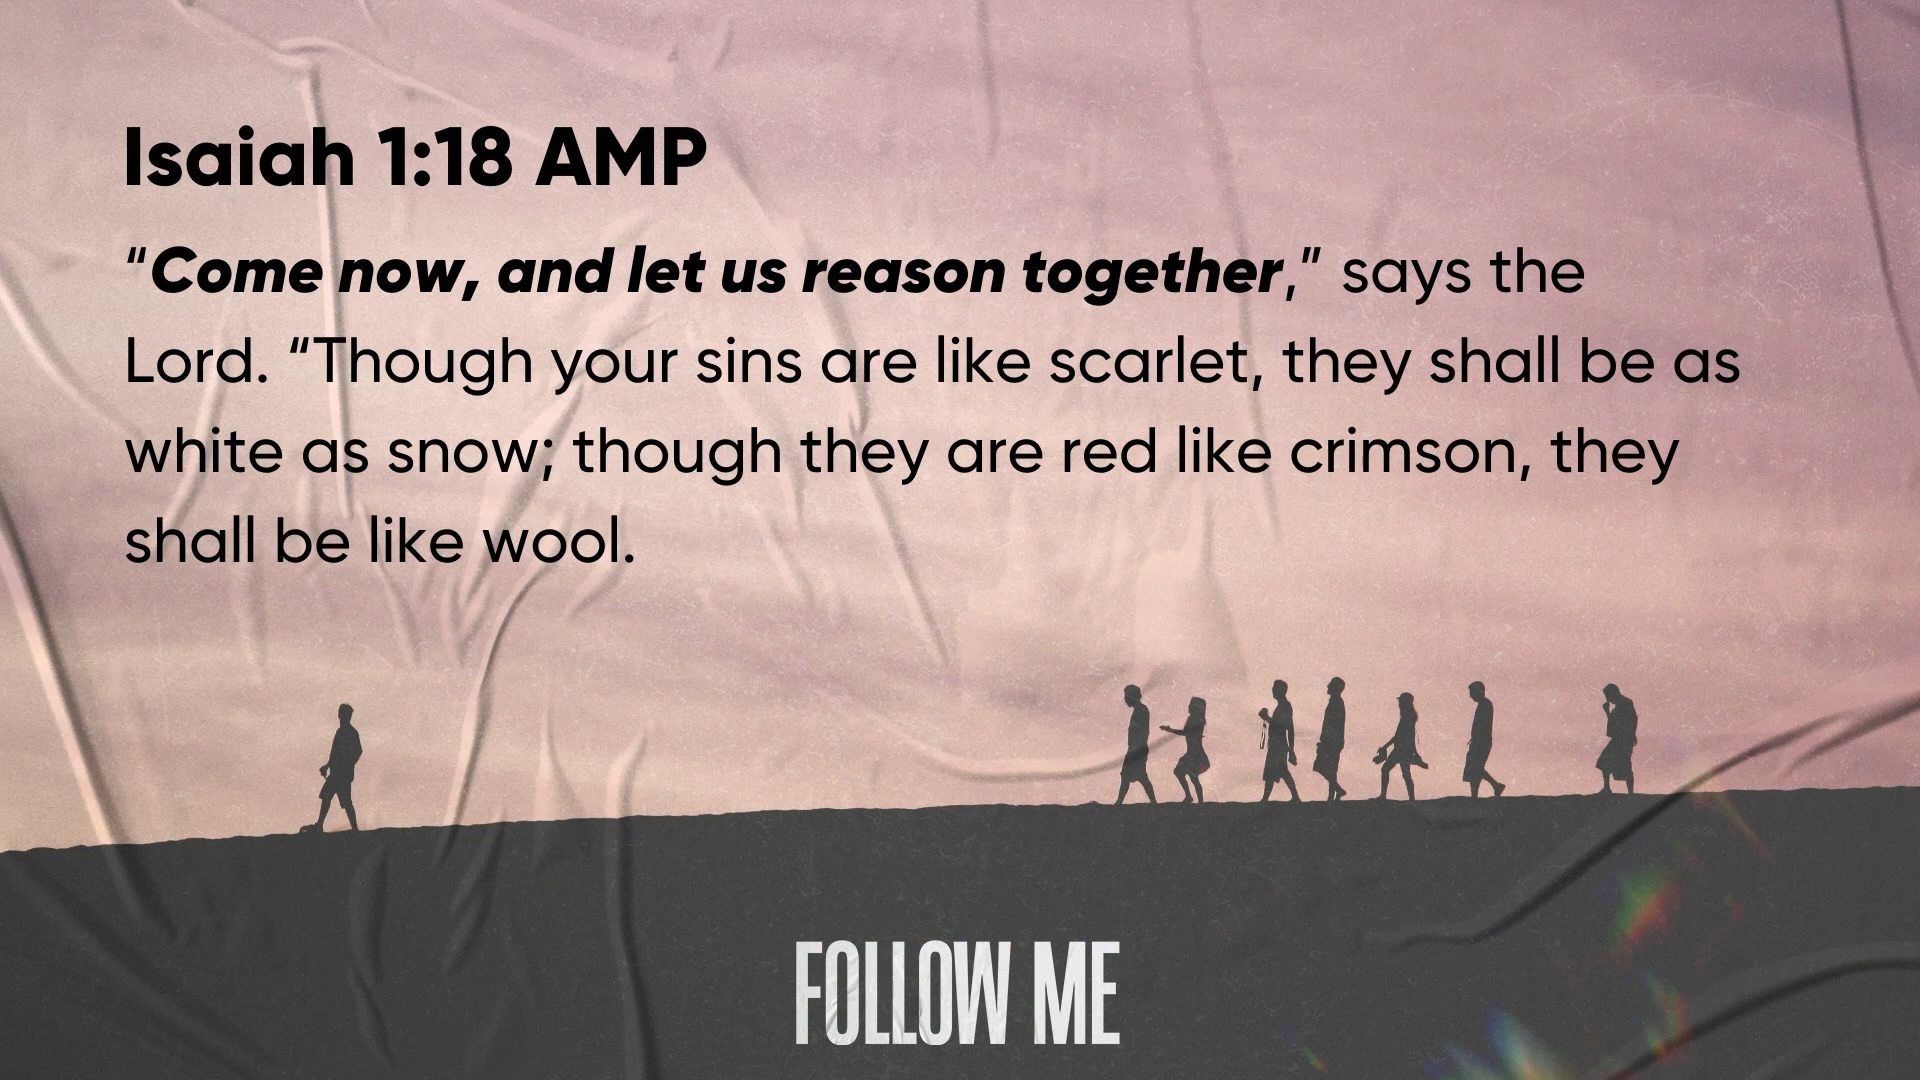 Isaiah 1:18 AMP
“Come now, and let us reason together,” says the
Lord. “Though your sins are like scarlet, they shall be as
white as snow; though they are red like crimson, they
shall be like wool.
FOLLOW ME